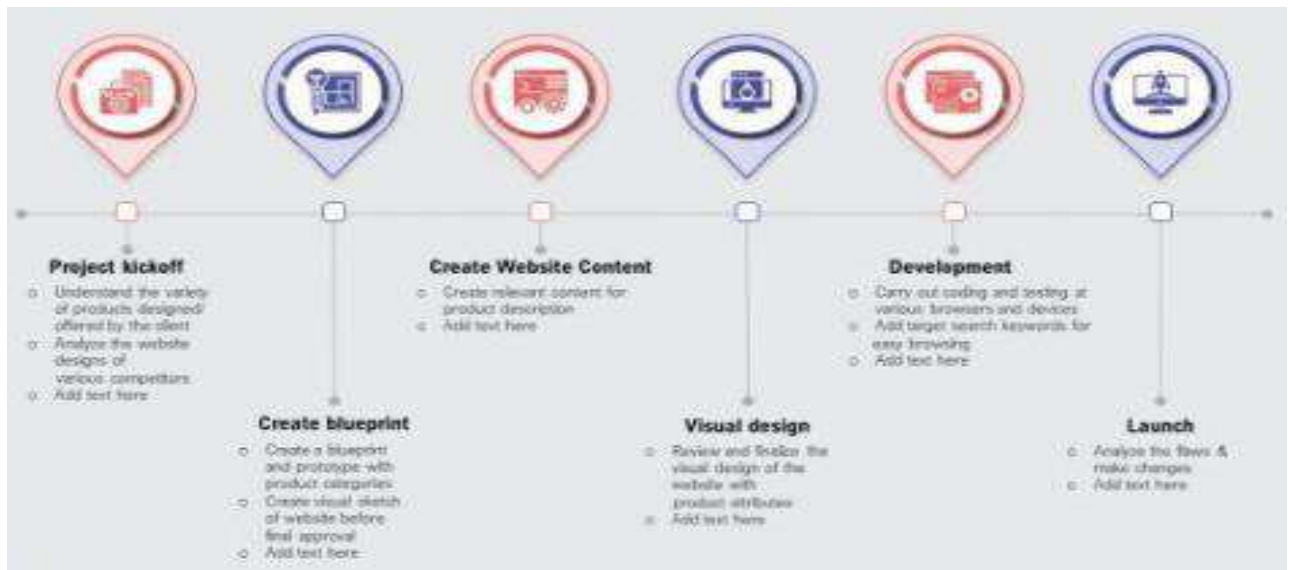 Project kickoff
Understand the variety
of products designed/
offered by the client
Analyze the website
designs of
various competitors
Add text here
Create blueprint
Create a blueprint
and prototype with
product categories
Create visual sketch
of website before
final approval
Add text here
Create Website Content
Create relevant content for
product description
Add text here
Visual design
Review and finalize the
visual design of the
website with
product attributes
Add text here
Development
Carry out coding and testing at
various browsers and devices
Add target search keywords for
easy browsing
Add text here
Launch
Analyze the flaws &
make changes
Add text here